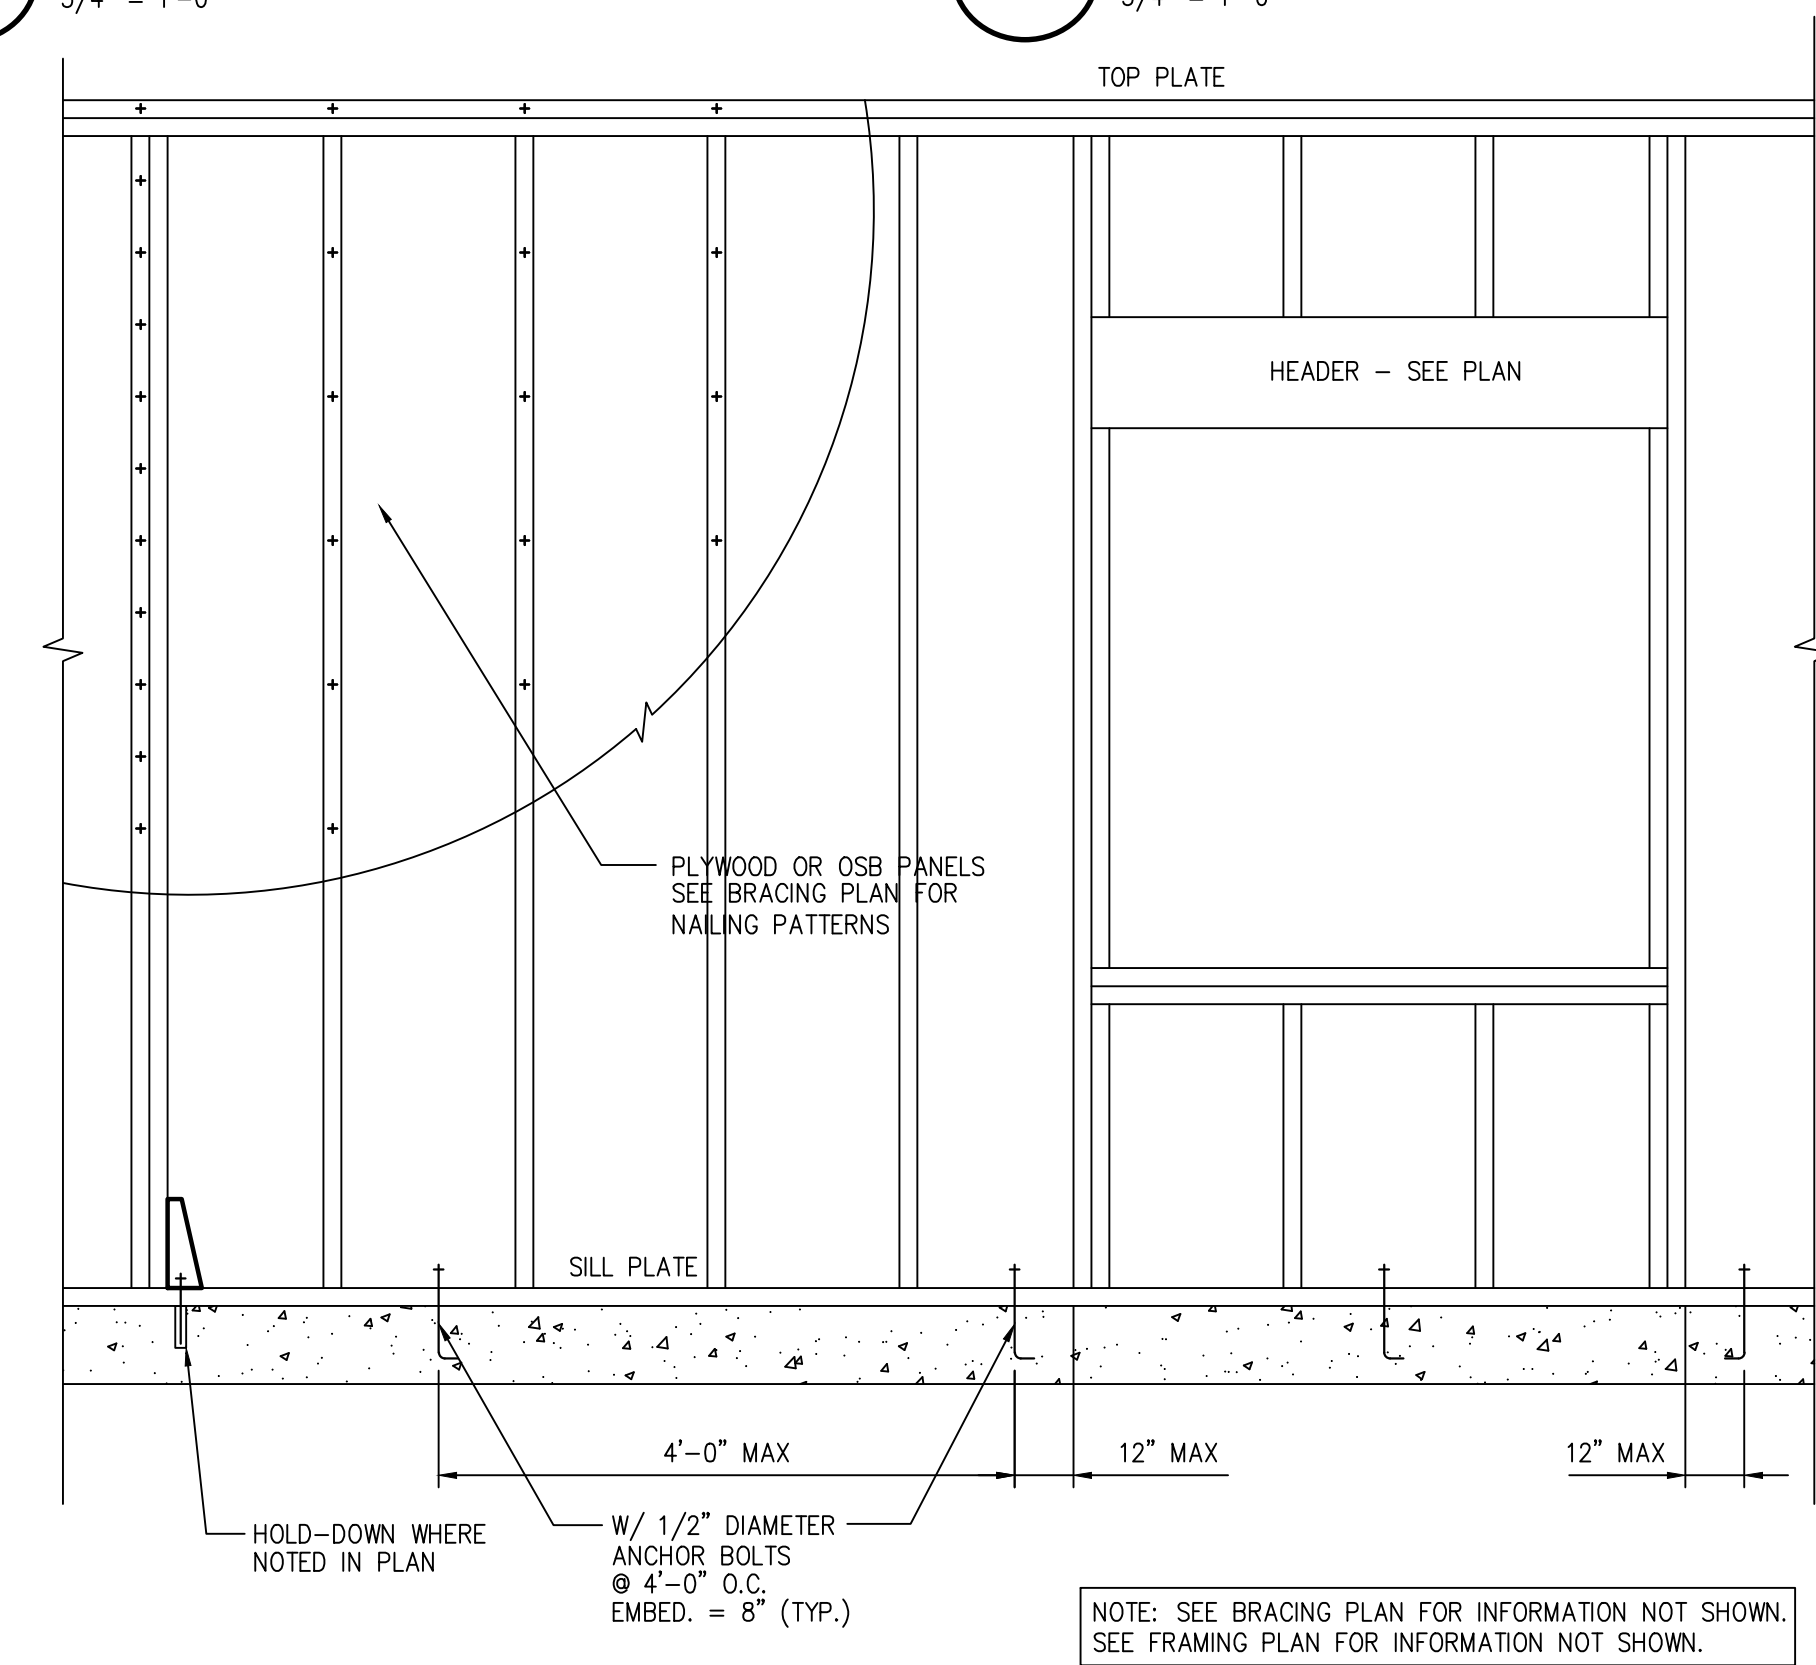 TOP PLATE
HEADER – SEE PLAN
PLYWOOD OR OSB PANELS
SEE BRACING PLAN FOR
NAILING PATTERNS
SILL PLATE
4'–0" MAX
12" MAX
12" MAX
HOLD–DOWN WHERE
NOTED IN PLAN
W/ 1/2" DIAMETER
ANCHOR BOLTS
@ 4'–0" O.C.
EMBED. = 8" (TYP.)
NOTE: SEE BRACING PLAN FOR INFORMATION NOT SHOWN.
SEE FRAMING PLAN FOR INFORMATION NOT SHOWN.